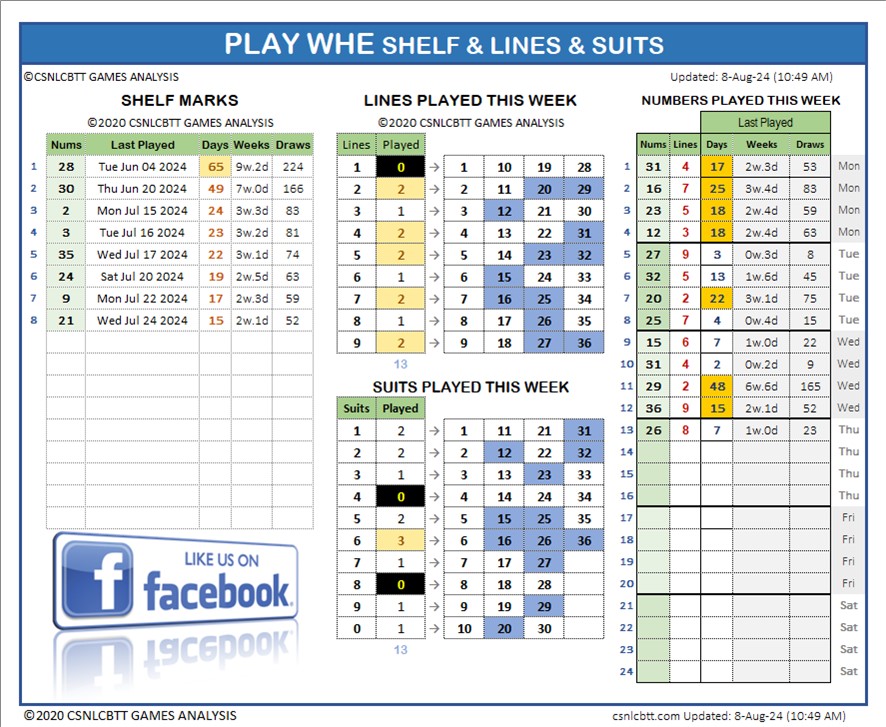 PLAY WHE SHELF & LINES & SUITS
©CSNLCBTT GAMES ANALYSIS
Updated: 8-Aug-24 (10:49 AM)
SHELF MARKS
©2020 CSNLCBTT GAMES ANALYSIS
Nums Last Played Days Weeks Draws
1 28 Tue Jun 04 2024 65 9w.2d 224
2 30 Thu Jun 20 2024 49 7w.0d 166
3 2 Mon Jul 15 2024 24 3w.3d 83
4 3 Tue Jul 16 2024 23 3w.2d 81
5 35 Wed Jul 17 2024 22 3w.1d 74
6 24 Sat Jul 20 2024 19 2w.5d 63
7 9 Mon Jul 22 2024 17 2w.3d 59
8 21 Wed Jul 24 2024 15 2w.1d 52
LIKE US ON
facebook.
LINES PLAYED THIS WEEK
©2020 CSNLCBTT GAMES ANALYSIS
Lines Played
1 0 → 1 10 19 28
2 2 → 2 11 20 29
3 1 → 3 12 21 30
4 2 → 4 13 22 31
5 2 → 5 14 23 32
6 1 → 6 15 24 33
7 2 → 7 16 25 34
8 1 → 8 17 26 35
9 2 → 9 18 27 36
13
SUITS PLAYED THIS WEEK
Suits Played
1 2 → 1 11 21 31
2 2 → 2 12 22 32
3 1 → 3 13 23 33
4 0 → 4 14 24 34
5 2 → 5 15 25 35
6 3 → 6 16 26 36
7 1 → 7 17 27
8 0 → 8 18 28
9 1 → 9 19 29
0 1 → 10 20 30
13
NUMBERS PLAYED THIS WEEK
Last Played
Nums Lines Days Weeks Draws
1 31 4 17 2w.3d 53 Mon
2 16 7 25 3w.4d 83 Mon
3 23 5 18 2w.4d 59 Mon
4 12 3 18 2w.4d 63 Mon
5 27 9 3 0w.3d 8 Tue
6 32 5 13 1w.6d 45 Tue
7 20 2 22 3w.1d 75 Tue
8 25 7 4 0w.4d 15 Tue
9 15 6 7 1w.0d 22 Wed
10 31 4 2 0w.2d 9 Wed
11 29 2 48 6w.6d 165 Wed
12 36 9 15 2w.1d 52 Wed
13 26 8 7 1w.0d 23 Thu
14 Thu
15 Thu
16 Thu
17 Fri
18 Fri
19 Fri
20 Fri
21 Sat
22 Sat
23 Sat
24 Sat
©2020 CSNLCBTT GAMES ANALYSIS
csnlcbtt.com Updated: 8-Aug-24 (10:49 AM)